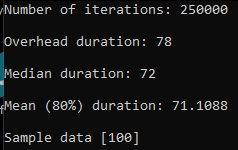 Number of iterations: 250000
Overhead duration: 78
Median duration: 72
Mean (80%) duration: 71.1088
Sample data [100]